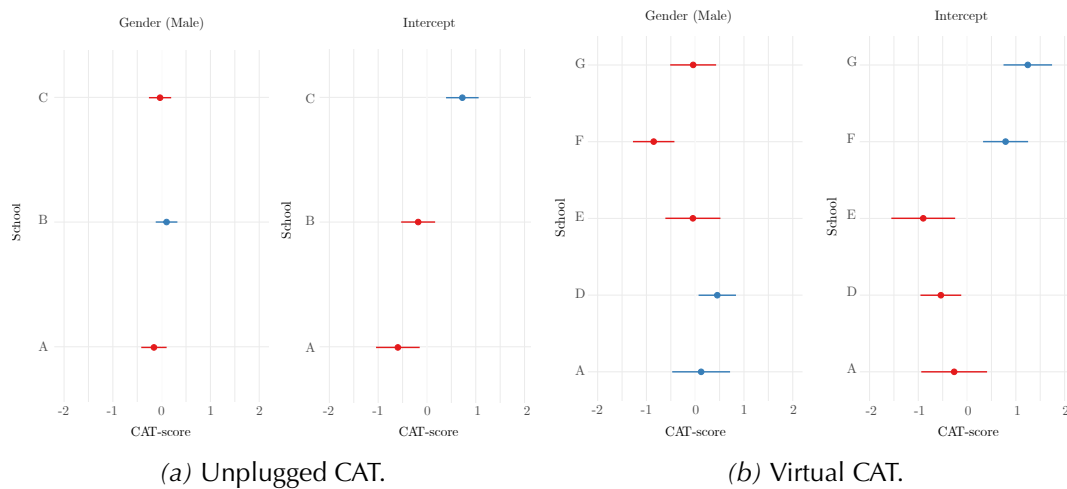 Gender (Male)
Intercept
C
B
A
School
-2 -1 0 1 2
CAT-score
C
B
A
School
-2 -1 0 1 2
CAT-score
(a) Unplugged CAT.
Gender (Male)
Intercept
G
F
E
D
A
School
-2 -1 0 1 2
CAT-score
G
F
E
D
A
School
-2 -1 0 1 2
CAT-score
(b) Virtual CAT.